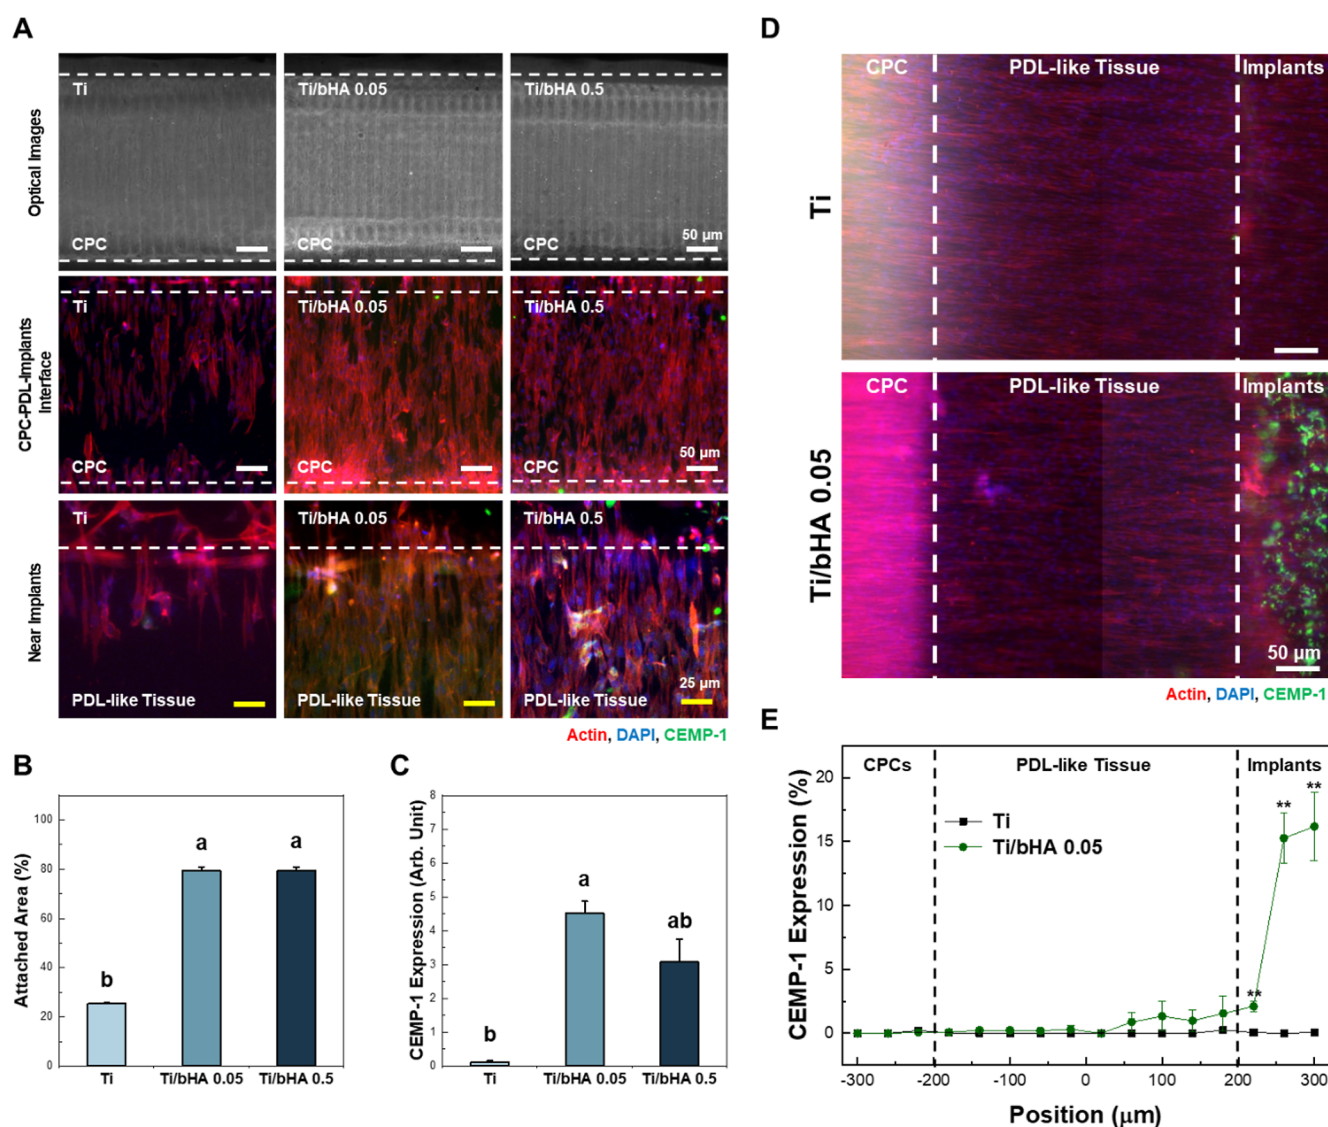 A
Optical Images
Ti
CPC
Ti/bHA 0.05
CPC
Ti/bHA 0.5
50 μm
CPC
CPC-PDL-Implants
Interface
Ti
CPC
Ti/bHA 0.05
CPC
Ti/bHA 0.5
50 μm
CPC
Near Implants
Ti
PDL-like Tissue
Ti/bHA 0.05
PDL-like Tissue
Ti/bHA 0.5
25 μm
PDL-like Tissue
Actin, DAPI, CEMP-1
B
Attached Area (%)
100
80
60
40
20
0
b
a
a
Ti
Ti/bHA 0.05
Ti/bHA 0.5
C
CEMP-1 Expression (Arb. Unit)
8
7
6
5
4
3
2
1
0
b
a
ab
Ti
Ti/bHA 0.05
Ti/bHA 0.5
D
Ti
CPC
PDL-like Tissue
Implants
Ti/bHA 0.05
CPC
PDL-like Tissue
Implants
50 μm
Actin, DAPI, CEMP-1
E
CEMP-1 Expression (%)
20
15
10
5
0
CPCs
PDL-like Tissue
Implants
Ti
Ti/bHA 0.05
**
**
**
-300
-200
-100
0
100
200
300
Position (μm)